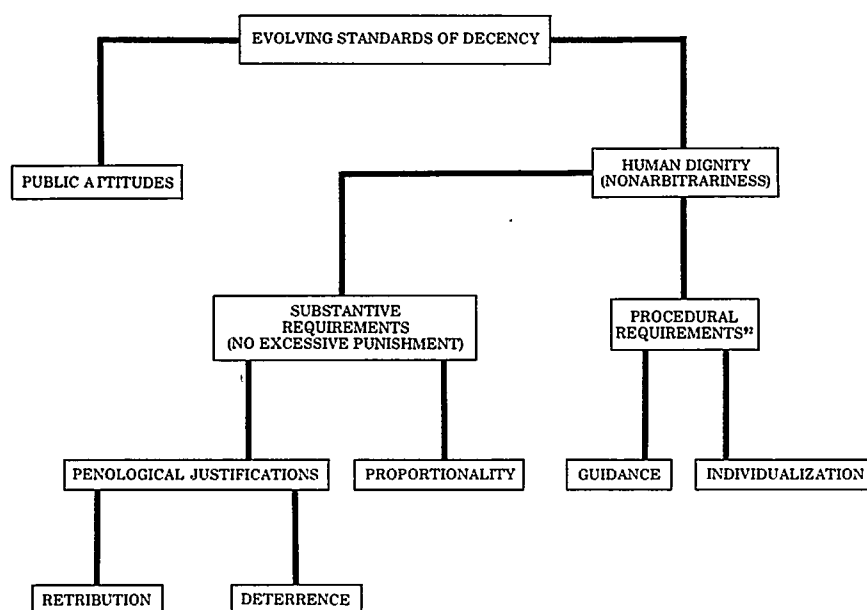 EVOLVING STANDARDS OF DECENCY
PUBLIC ATTITUDES
HUMAN DIGNITY
(NONARBITRARINESS)
SUBSTANTIVE
REQUIREMENTS
(NO EXCESSIVE PUNISHMENT)
PROCEDURAL
REQUIREMENTS⁹²
PENOLOGICAL JUSTIFICATIONS
PROPORTIONALITY
GUIDANCE
INDIVIDUALIZATION
RETRIBUTION
DETERRENCE